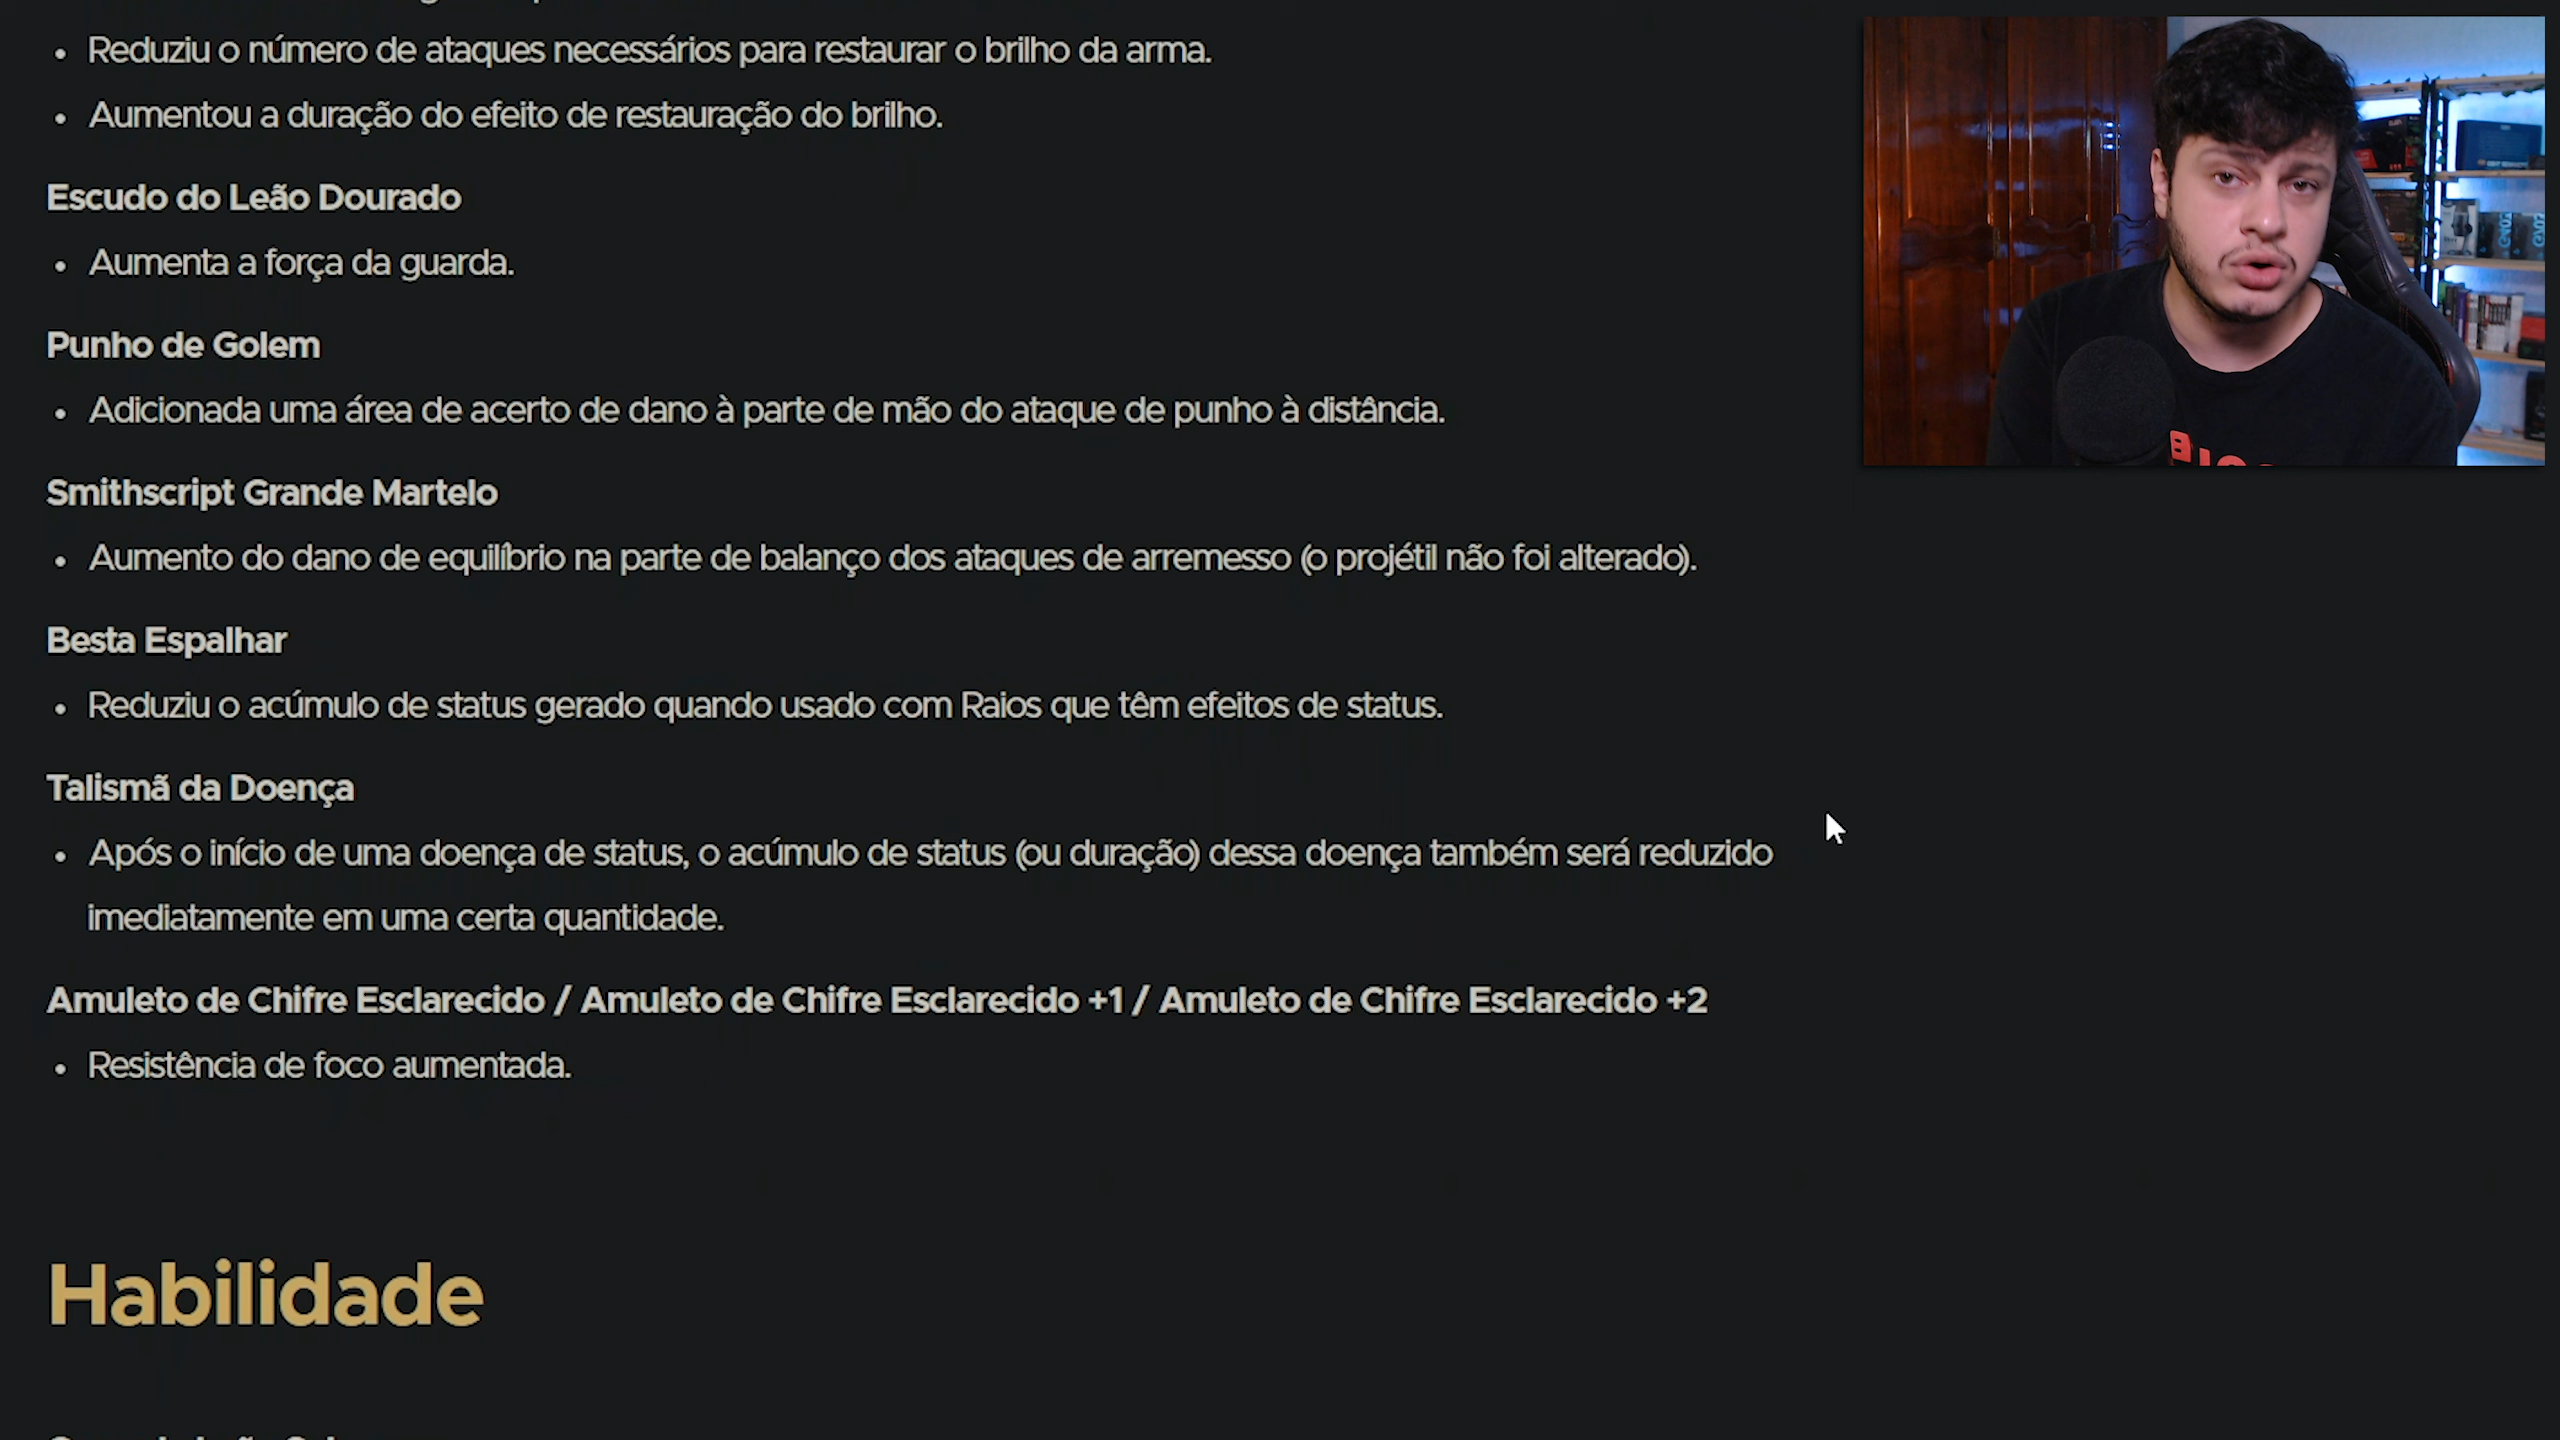 Reduziu o número de ataques necessários para restaurar o brilho da arma.
Aumentou a duração do efeito de restauração do brilho.
Escudo do Leão Dourado
Aumenta a força da guarda.
Punho de Golem
Adicionada uma área de acerto de dano à parte de mão do ataque de punho à distância.
Smithscript Grande Martelo
Aumento do dano de equilíbrio na parte de balanço dos ataques de arremesso (o projétil não foi alterado).
Besta Espalhar
Reduziu o acúmulo de status gerado quando usado com Raios que têm efeitos de status.
Talismã da Doença
Após o início de uma doença de status, o acúmulo de status (ou duração) dessa doença também será reduzido
imediatamente em uma certa quantidade.
Amuleto de Chifre Esclarecido / Amuleto de Chifre Esclarecido +1 / Amuleto de Chifre Esclarecido +2
Resistência de foco aumentada.
Habilidade